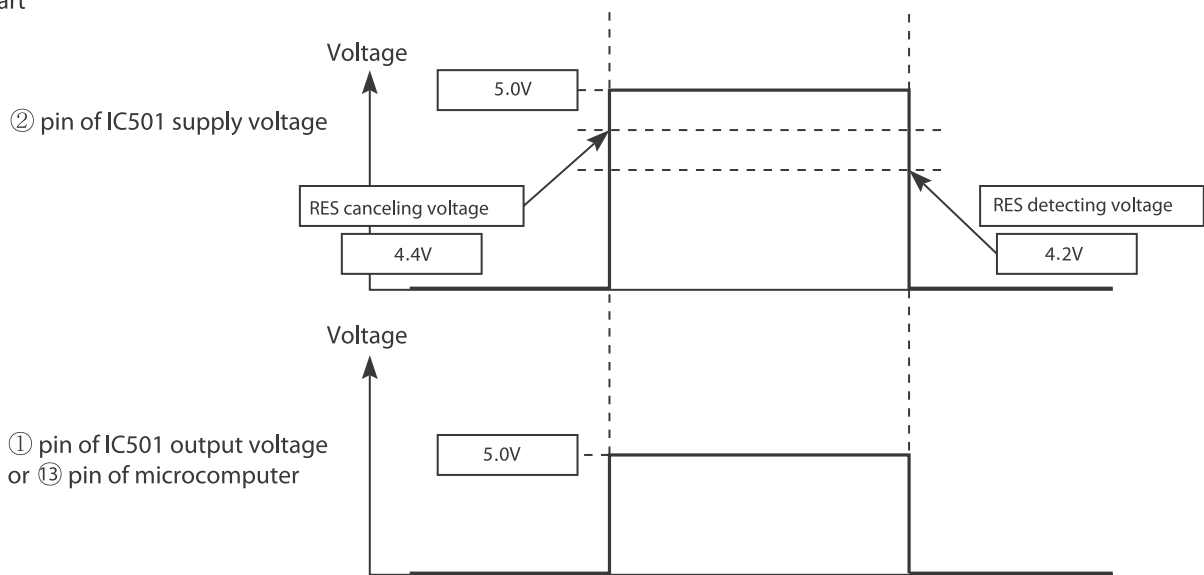 art
Voltage
5.0V
② pin of IC501 supply voltage
RES canceling voltage
RES detecting voltage
4.4V
4.2V
Voltage
① pin of IC501 output voltage
or ⑬ pin of microcomputer
5.0V